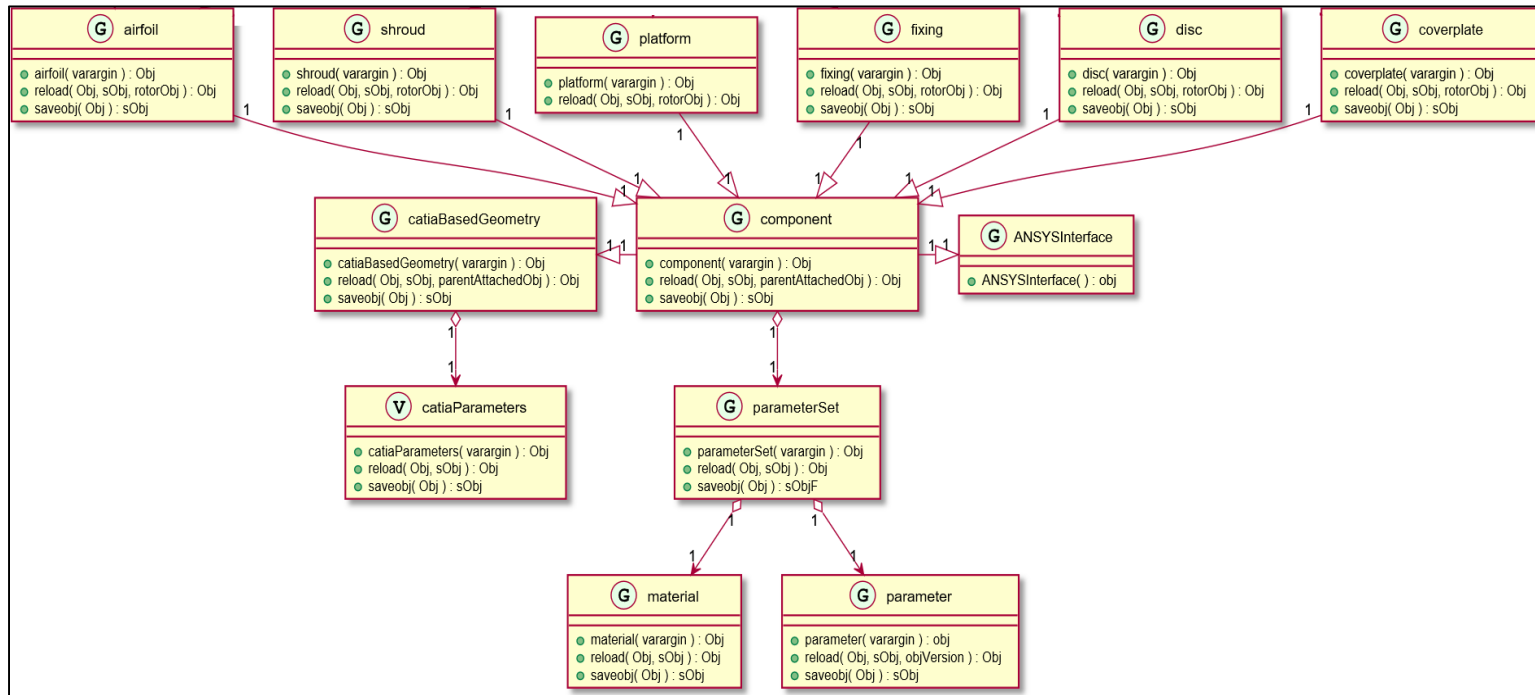 G airfoil
airfoil( varargin ) : Obj
reload( Obj, sObj, rotorObj ) : Obj
saveobj( Obj ) : sObj
G shroud
shroud( varargin ) : Obj
reload( Obj, sObj, rotorObj ) : Obj
saveobj( Obj ) : sObj
G platform
platform( varargin ) : Obj
reload( Obj, sObj, rotorObj ) : Obj
G fixing
fixing( varargin ) : Obj
reload( Obj, sObj, rotorObj ) : Obj
saveobj( Obj ) : sObj
G disc
disc( varargin ) : Obj
reload( Obj, sObj, rotorObj ) : Obj
saveobj( Obj ) : sObj
G coverplate
coverplate( varargin ) : Obj
reload( Obj, sObj, rotorObj ) : Obj
saveobj( Obj ) : sObj
1
1
1
1
1
1
1
1
1
1
1
1
G catiaBasedGeometry
catiaBasedGeometry( varargin ) : Obj
reload( Obj, sObj, parentAttachedObj ) : Obj
saveobj( Obj ) : sObj
1
1
G component
component( varargin ) : Obj
reload( Obj, sObj, parentAttachedObj ) : Obj
saveobj( Obj ) : sObj
1
1
G ANSYSInterface
ANSYSInterface( ) : obj
1
1
1
1
V catiaParameters
catiaParameters( varargin ) : Obj
reload( Obj, sObj ) : Obj
saveobj( Obj ) : sObj
G parameterSet
parameterSet( varargin ) : Obj
reload( Obj, sObj ) : Obj
saveobj( Obj ) : sObjF
1
1
1
1
G material
material( varargin ) : Obj
reload( Obj, sObj ) : Obj
saveobj( Obj ) : sObj
G parameter
parameter( varargin ) : obj
reload( Obj, sObj, objVersion ) : Obj
saveobj( Obj ) : sObj